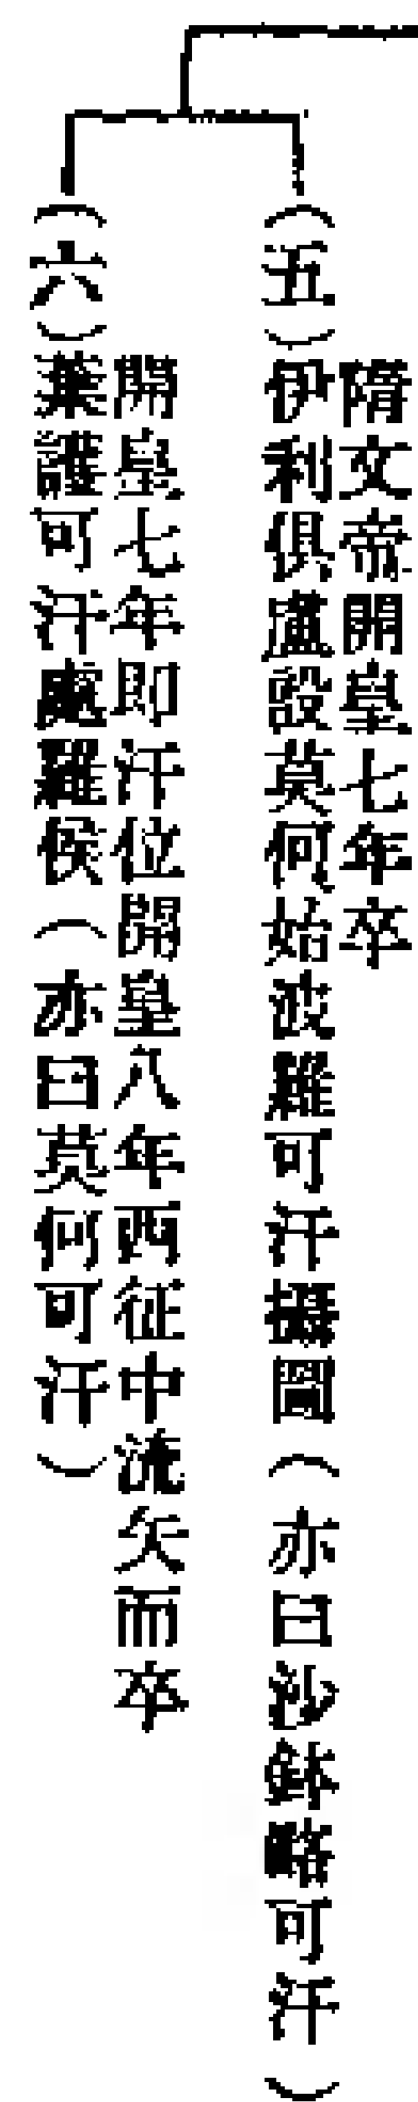 隋文帝開皇七年卒
（五）伊利俱盧設莫何始波羅可汗攝圖（亦曰沙鉢略可汗）
開皇七年即汗位開皇八年西征中流矢而卒
（六）葉護可汗處羅侯（亦曰莫何可汗）